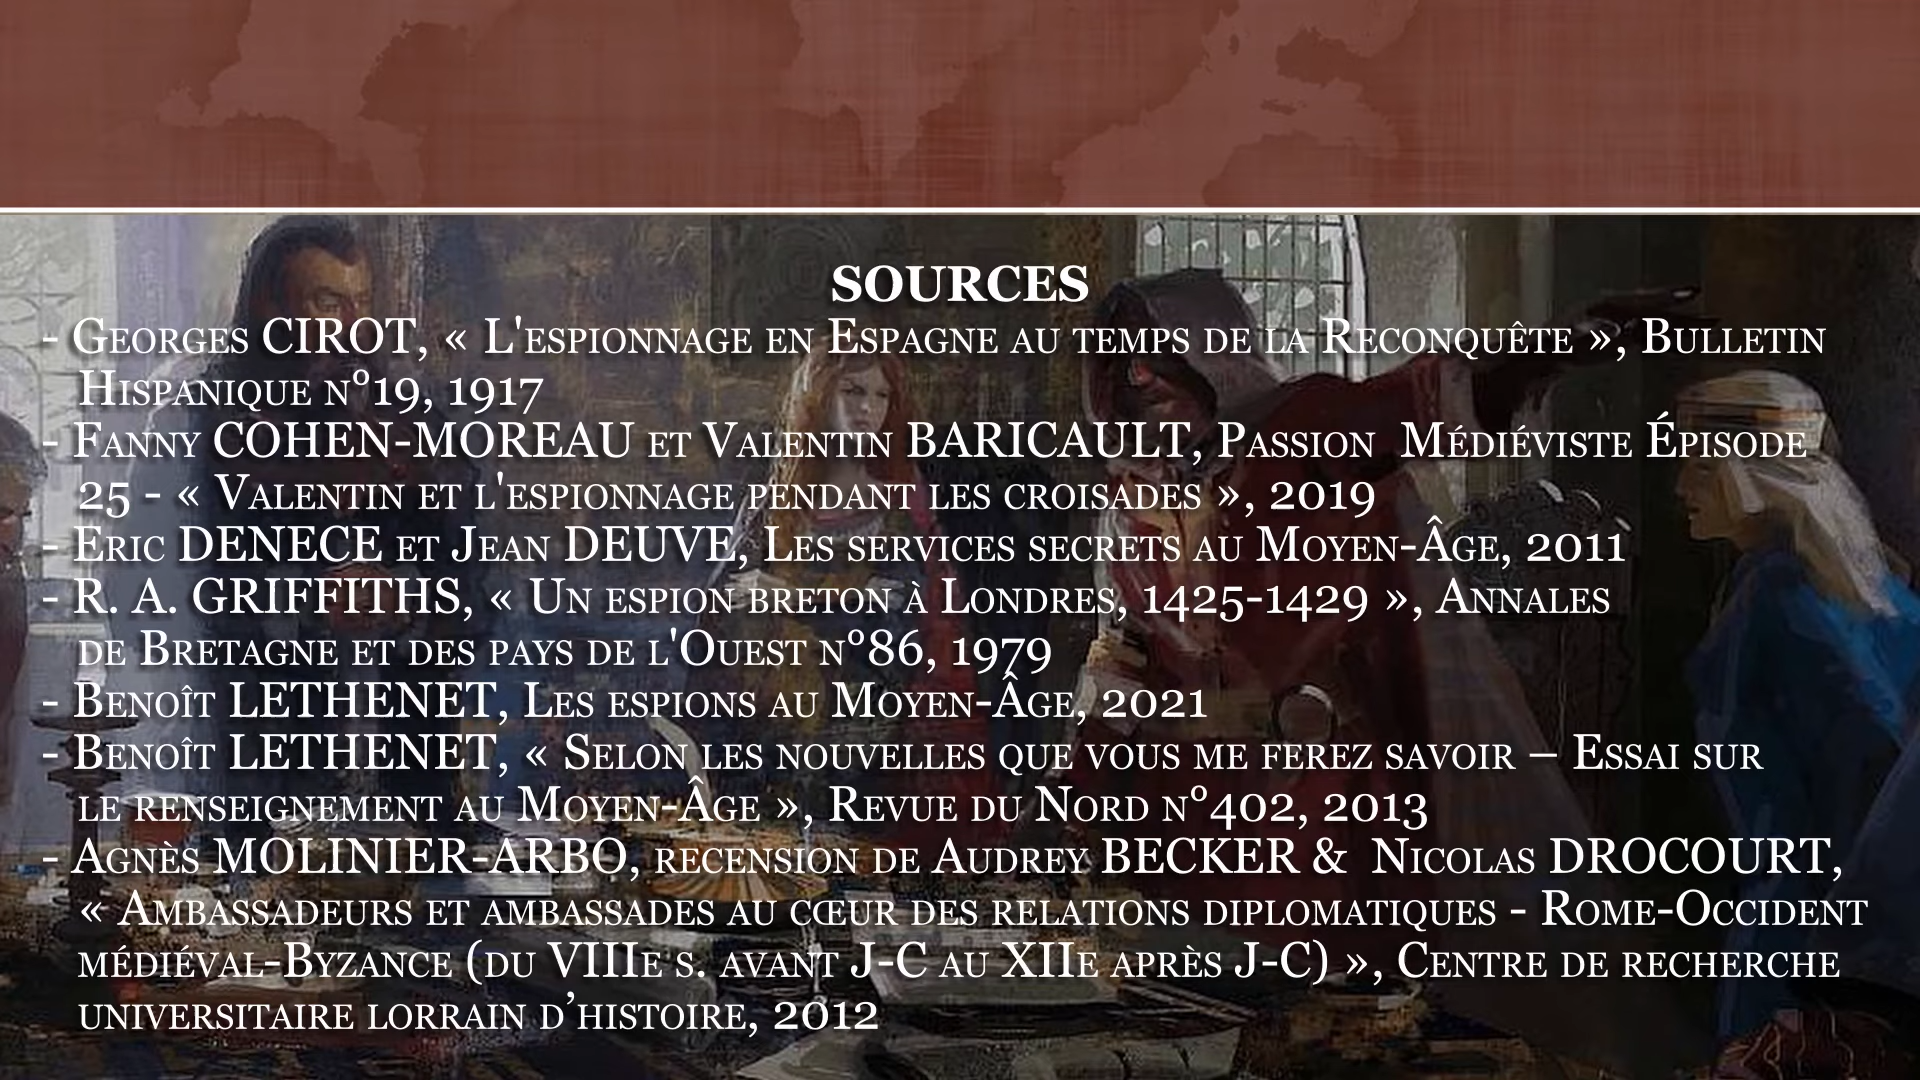 SOURCES
- Georges CIROT, « L'espionnage en Espagne au temps de la Reconquête », Bulletin
Hispanique n°19, 1917
- Fanny COHEN-MOREAU et Valentin BARICAULT, Passion Médiéviste Épisode
25 - « Valentin et l'espionnage pendant les croisades », 2019
- Eric DENECE et Jean DEUVE, Les services secrets au Moyen-Âge, 2011
- R. A. GRIFFITHS, « Un espion breton à Londres, 1425-1429 », Annales
de Bretagne et des pays de l'Ouest n°86, 1979
- Benoît LETHENET, Les espions au Moyen-Âge, 2021
- Benoît LETHENET, « Selon les nouvelles que vous me ferez savoir – Essai sur
le renseignement au Moyen-Âge », Revue du Nord n°402, 2013
- Agnès MOLINIER-ARBO, recension de Audrey BECKER & Nicolas DROCOURT,
« Ambassadeurs et ambassades au cœur des relations diplomatiques - Rome-Occident
médiéval-Byzance (du VIIIe s. avant J-C au XIIe après J-C) », Centre de recherche
universitaire lorrain d’histoire, 2012